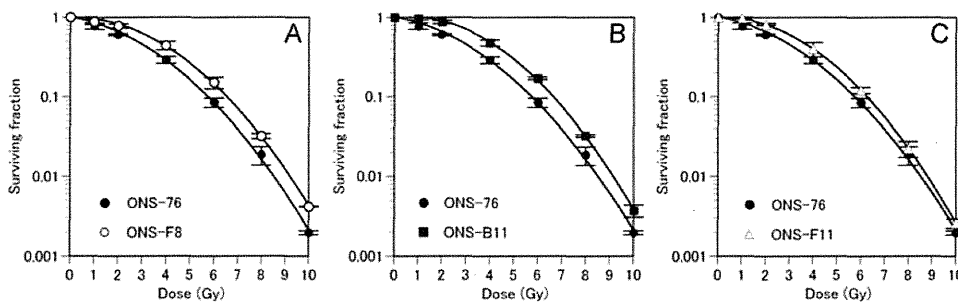 A
Surviving fraction
1
0.1
0.01
0.001
ONS-76
ONS-F8
0 1 2 3 4 5 6 7 8 9 10
Dose (Gy)
B
Surviving fraction
1
0.1
0.01
0.001
ONS-76
ONS-B11
0 1 2 3 4 5 6 7 8 9 10
Dose (Gy)
C
Surviving fraction
1
0.1
0.01
0.001
ONS-76
ONS-F11
0 1 2 3 4 5 6 7 8 9 10
Dose (Gy)